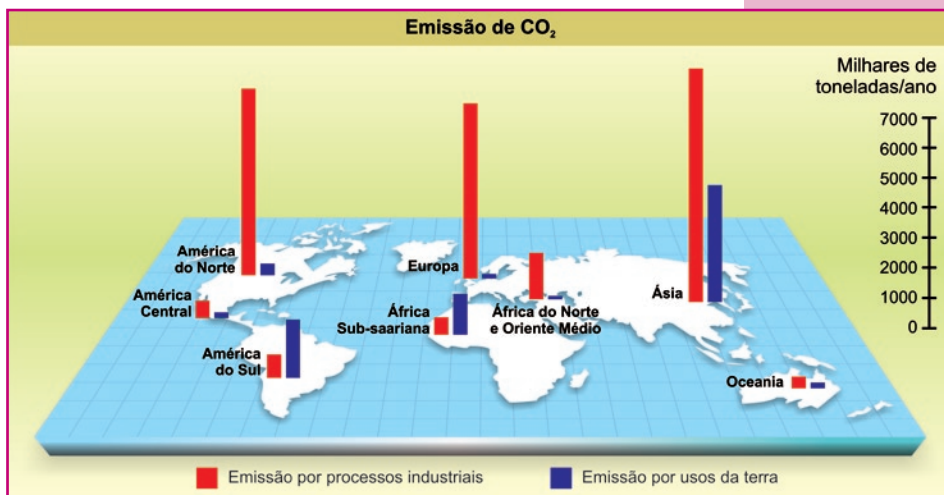 Emissão de CO₂
Milhares de
toneladas/ano
7000
6000
5000
4000
3000
2000
1000
0
América
do Norte
Europa
América
Central
África
Sub-saariana
África do Norte
e Oriente Médio
Ásia
América
do Sul
Oceania
Emissão por processos industriais
Emissão por usos da terra